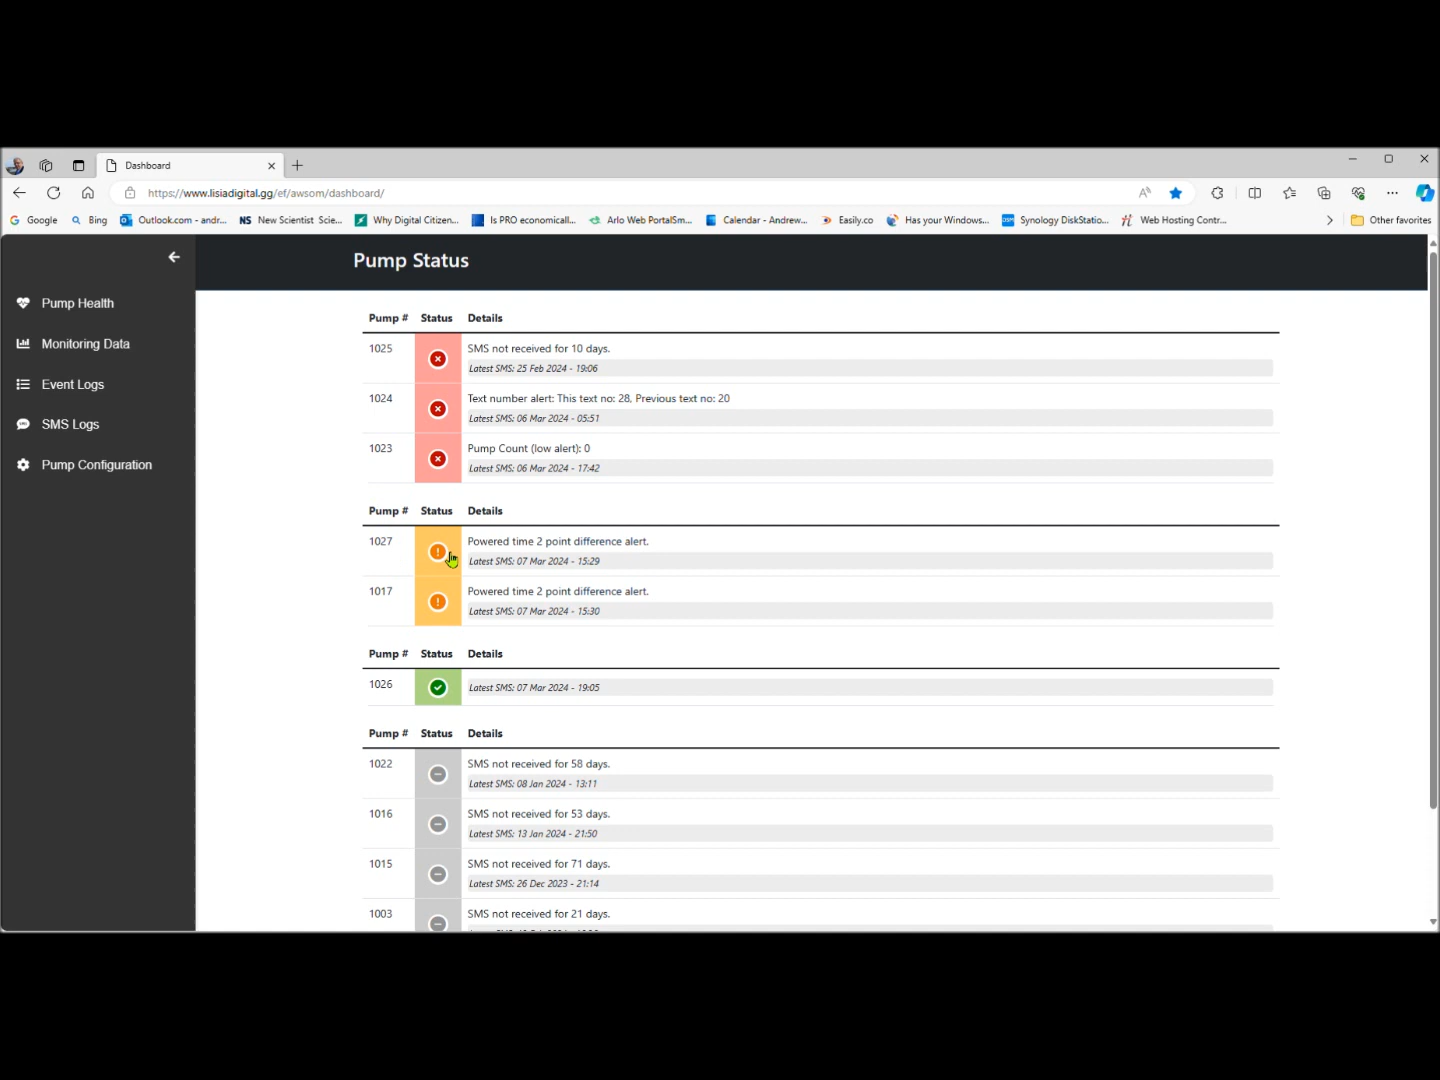 Dashboard
https://www.lisiadigital.gg/ef/awsom/dashboard/
Google Bing Outlook.com - andr... NS New Scientist Scie... Why Digital Citizen... Is PRO economicall... Arlo Web PortalSm... Calendar - Andrew... Easily.co Has your Windows... DSM Synology DiskStatio... Web Hosting Contr... Other favorites
Pump Status
Pump Health
Monitoring Data
Event Logs
SMS Logs
Pump Configuration
Pump # Status Details
1025 SMS not received for 10 days.
Latest SMS: 25 Feb 2024 - 19:06
1024 Text number alert: This text no: 28, Previous text no: 20
Latest SMS: 06 Mar 2024 - 05:51
1023 Pump Count (low alert): 0
Latest SMS: 06 Mar 2024 - 17:42
Pump # Status Details
1027 Powered time 2 point difference alert.
Latest SMS: 07 Mar 2024 - 15:29
1017 Powered time 2 point difference alert.
Latest SMS: 07 Mar 2024 - 15:30
Pump # Status Details
1026 Latest SMS: 07 Mar 2024 - 19:05
Pump # Status Details
1022 SMS not received for 58 days.
Latest SMS: 08 Jan 2024 - 13:11
1016 SMS not received for 53 days.
Latest SMS: 13 Jan 2024 - 21:50
1015 SMS not received for 71 days.
Latest SMS: 26 Dec 2023 - 21:14
1003 SMS not received for 21 days.